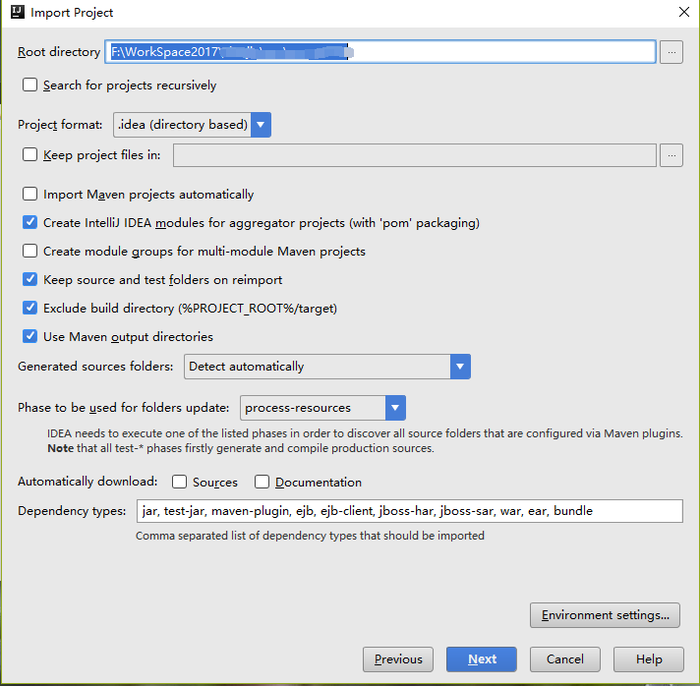 Import Project
Root directory F:\WorkSpace2017\
Search for projects recursively
Project format: .idea (directory based)
Keep project files in:
Import Maven projects automatically
Create IntelliJ IDEA modules for aggregator projects (with 'pom' packaging)
Create module groups for multi-module Maven projects
Keep source and test folders on reimport
Exclude build directory (%PROJECT_ROOT%/target)
Use Maven output directories
Generated sources folders: Detect automatically
Phase to be used for folders update: process-resources
IDEA needs to execute one of the listed phases in order to discover all source folders that are configured via Maven plugins.
Note that all test-* phases firstly generate and compile production sources.
Automatically download: Sources Documentation
Dependency types: jar, test-jar, maven-plugin, ejb, ejb-client, jboss-har, jboss-sar, war, ear, bundle
Comma separated list of dependency types that should be imported
Environment settings...
Previous Next Cancel Help